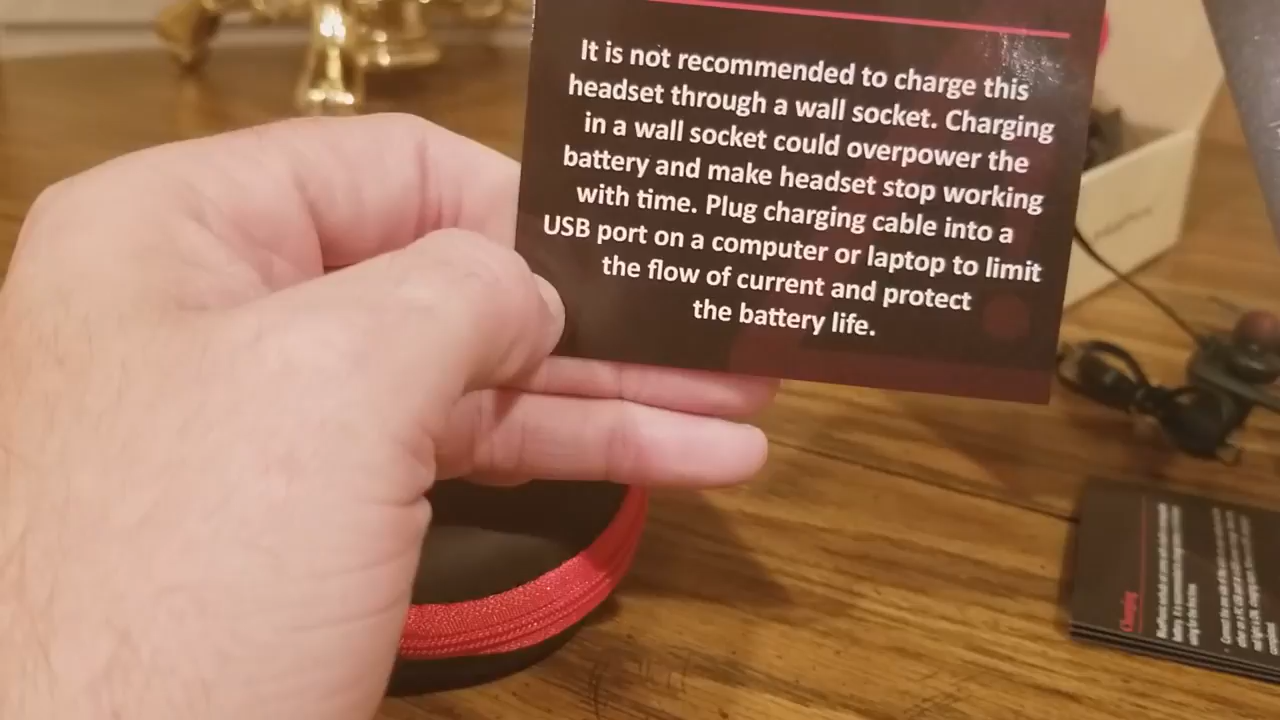 It is not recommended to charge this
headset through a wall socket. Charging
in a wall socket could overpower the
battery and make headset stop working
with time. Plug charging cable into a
USB port on a computer or laptop to limit
the flow of current and protect
the battery life.
Charging